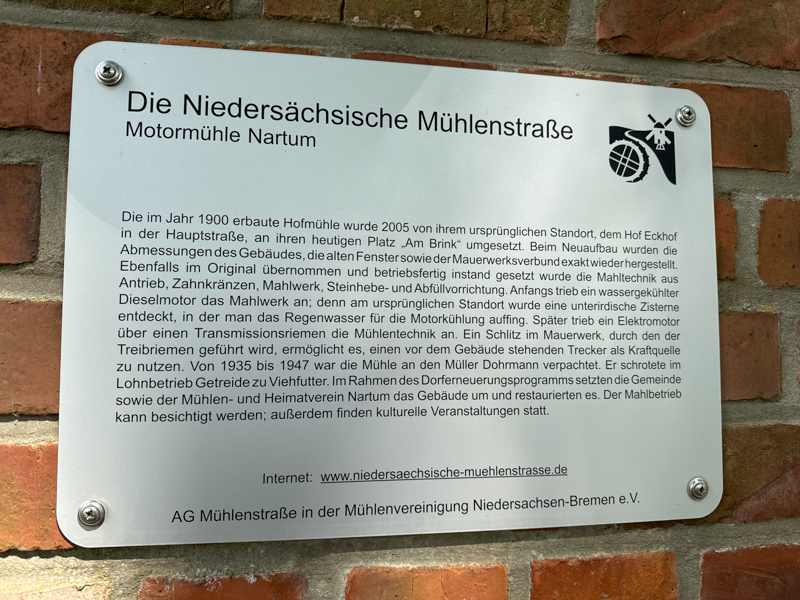 Die Niedersächsische Mühlenstraße
Motormühle Nartum
Die im Jahr 1900 erbaute Hofmühle wurde 2005 von ihrem ursprünglichen Standort, dem Hof Eckhof
in der Hauptstraße, an ihren heutigen Platz „Am Brink“ umgesetzt. Beim Neuaufbau wurden die
Abmessungen des Gebäudes, die alten Fenster sowie der Mauerwerksverbund exakt wieder hergestellt.
Ebenfalls im Original übernommen und betriebsfertig instand gesetzt wurde die Mahltechnik aus
Antrieb, Zahnkränzen, Mahlwerk, Steinhebe- und Abfüllvorrichtung. Anfangs trieb ein wassergekühlter
Dieselmotor das Mahlwerk an; denn am ursprünglichen Standort wurde eine unterirdische Zisterne
entdeckt, in der man das Regenwasser für die Motorkühlung auffing. Später trieb ein Elektromotor
über einen Transmissionsriemen die Mühlentechnik an. Ein Schlitz im Mauerwerk, durch den der
Treibriemen geführt wird, ermöglicht es, einen vor dem Gebäude stehenden Trecker als Kraftquelle
zu nutzen. Von 1935 bis 1947 war die Mühle an den Müller Dohrmann verpachtet. Er schrotete im
Lohnbetrieb Getreide zu Viehfutter. Im Rahmen des Dorferneuerungsprogramms setzten die Gemeinde
sowie der Mühlen- und Heimatverein Nartum das Gebäude um und restaurierten es. Der Mahlbetrieb
kann besichtigt werden; außerdem finden kulturelle Veranstaltungen statt.
Internet: www.niedersaechsische-muehlenstrasse.de
AG Mühlenstraße in der Mühlenvereinigung Niedersachsen-Bremen e.V.